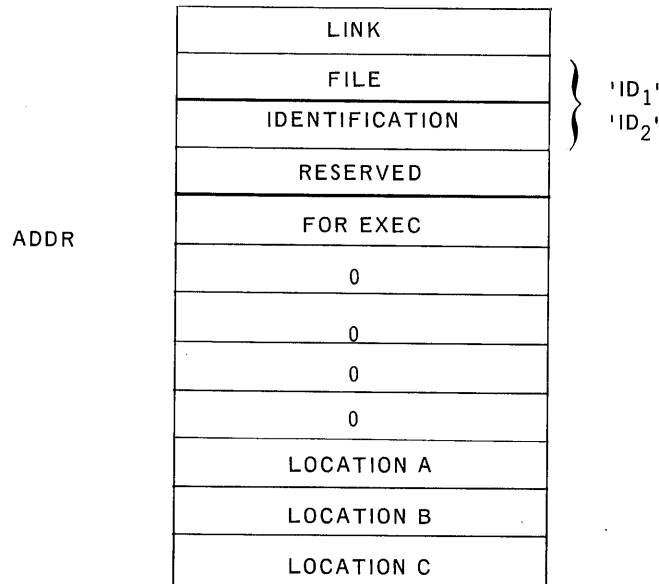 LINK
FILE
'ID1'
IDENTIFICATION
'ID2'
RESERVED
ADDR
FOR EXEC
0
0
0
0
LOCATION A
LOCATION B
LOCATION C